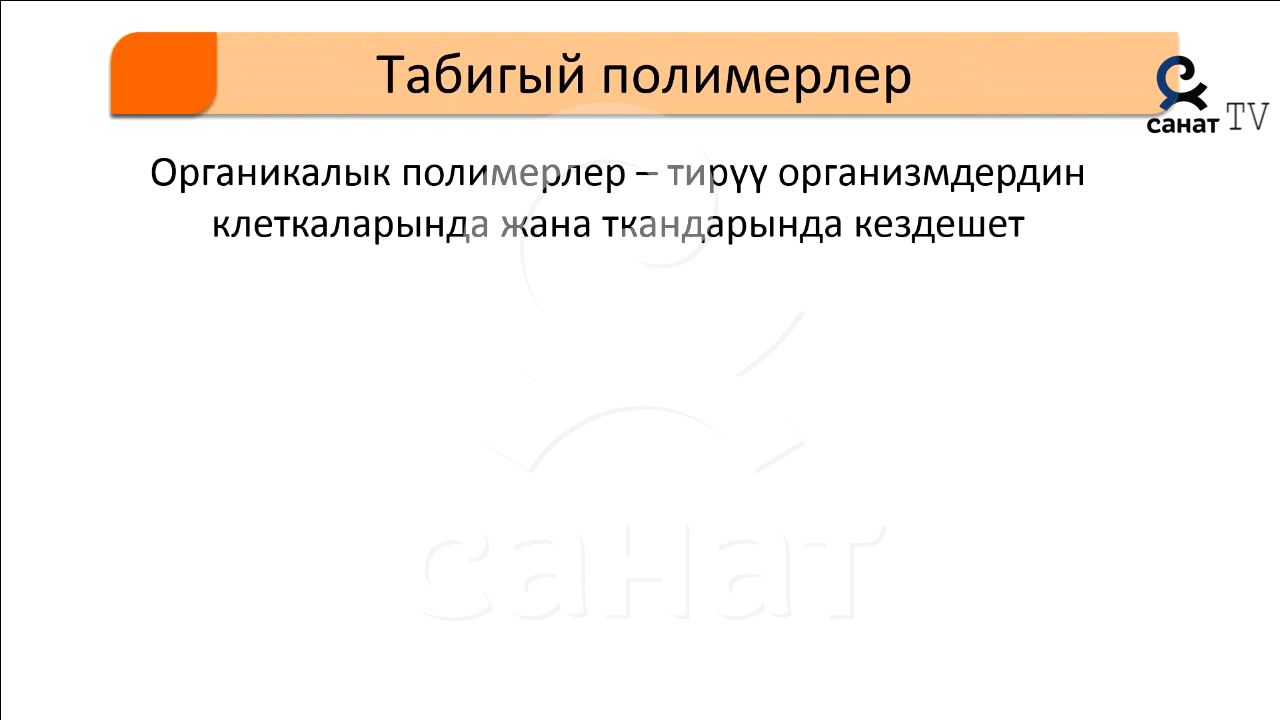 Табигый полимерлер
санат TV
Органикалык полимерлер – тирүү организмдердин
клеткаларында жана ткандарында кездешет
санат